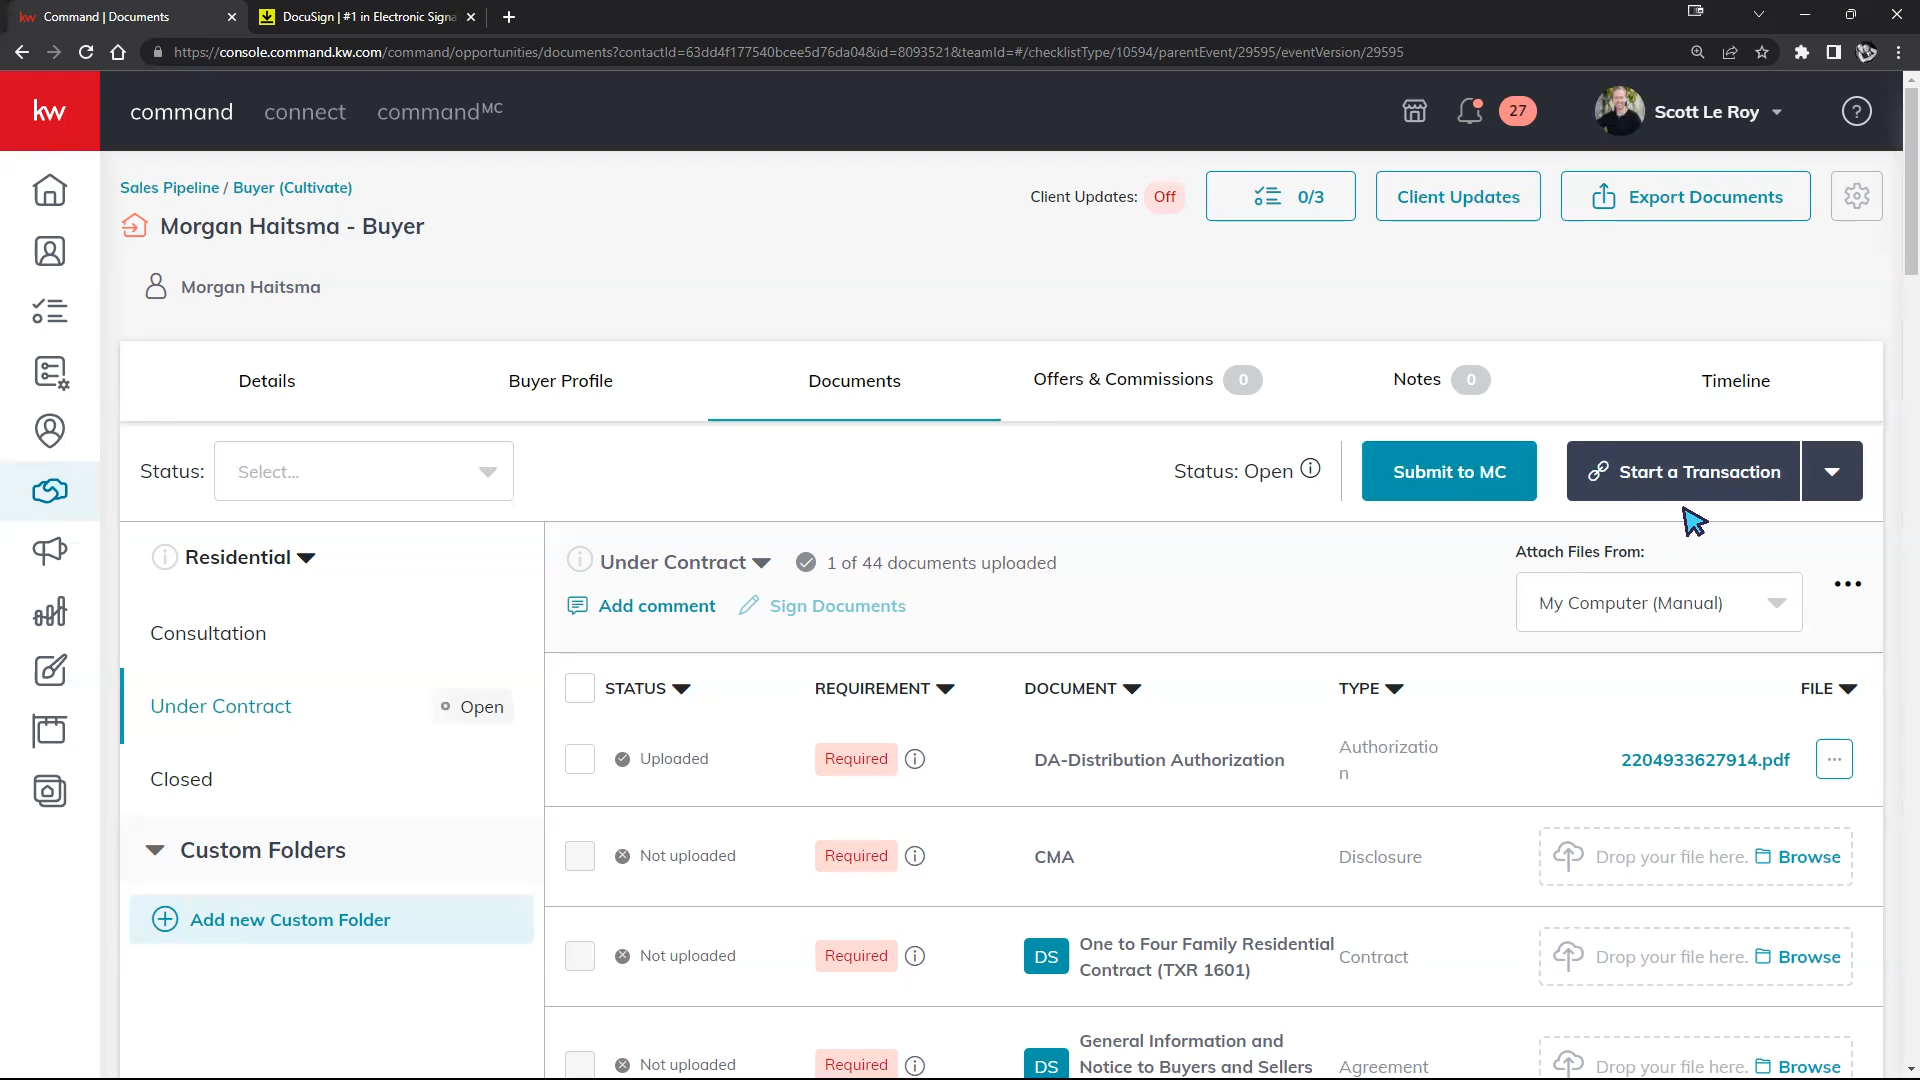 kw Command | Documents
DocuSign | #1 in Electronic Signa
https://console.command.kw.com/command/opportunities/documents?contactId=63dd4f177540bcee5d76da04&id=8093521&teamId=#/checklistType/10594/parentEvent/29595/eventVersion/29595
kw
command connect commandMC
27
Scott Le Roy
?
Sales Pipeline / Buyer (Cultivate)
Client Updates: Off
0/3
Client Updates
Export Documents
Morgan Haitsma - Buyer
Morgan Haitsma
Details
Buyer Profile
Documents
Offers & Commissions 0
Notes 0
Timeline
Status: Select...
Status: Open
Submit to MC
Start a Transaction
Residential
Consultation
Under Contract Open
Closed
Custom Folders
Add new Custom Folder
Under Contract 1 of 44 documents uploaded
Add comment Sign Documents
Attach Files From:
My Computer (Manual)
STATUS REQUIREMENT DOCUMENT TYPE FILE
Uploaded Required DA-Distribution Authorization
Authorizatio
n
2204933627914.pdf
Not uploaded Required CMA Disclosure Drop your file here. Browse
Not uploaded Required
DS
One to Four Family Residential
Contract (TXR 1601)
Contract
Drop your file here. Browse
Not uploaded Required
DS
General Information and
Notice to Buyers and Sellers
Agreement
Drop your file here. Browse